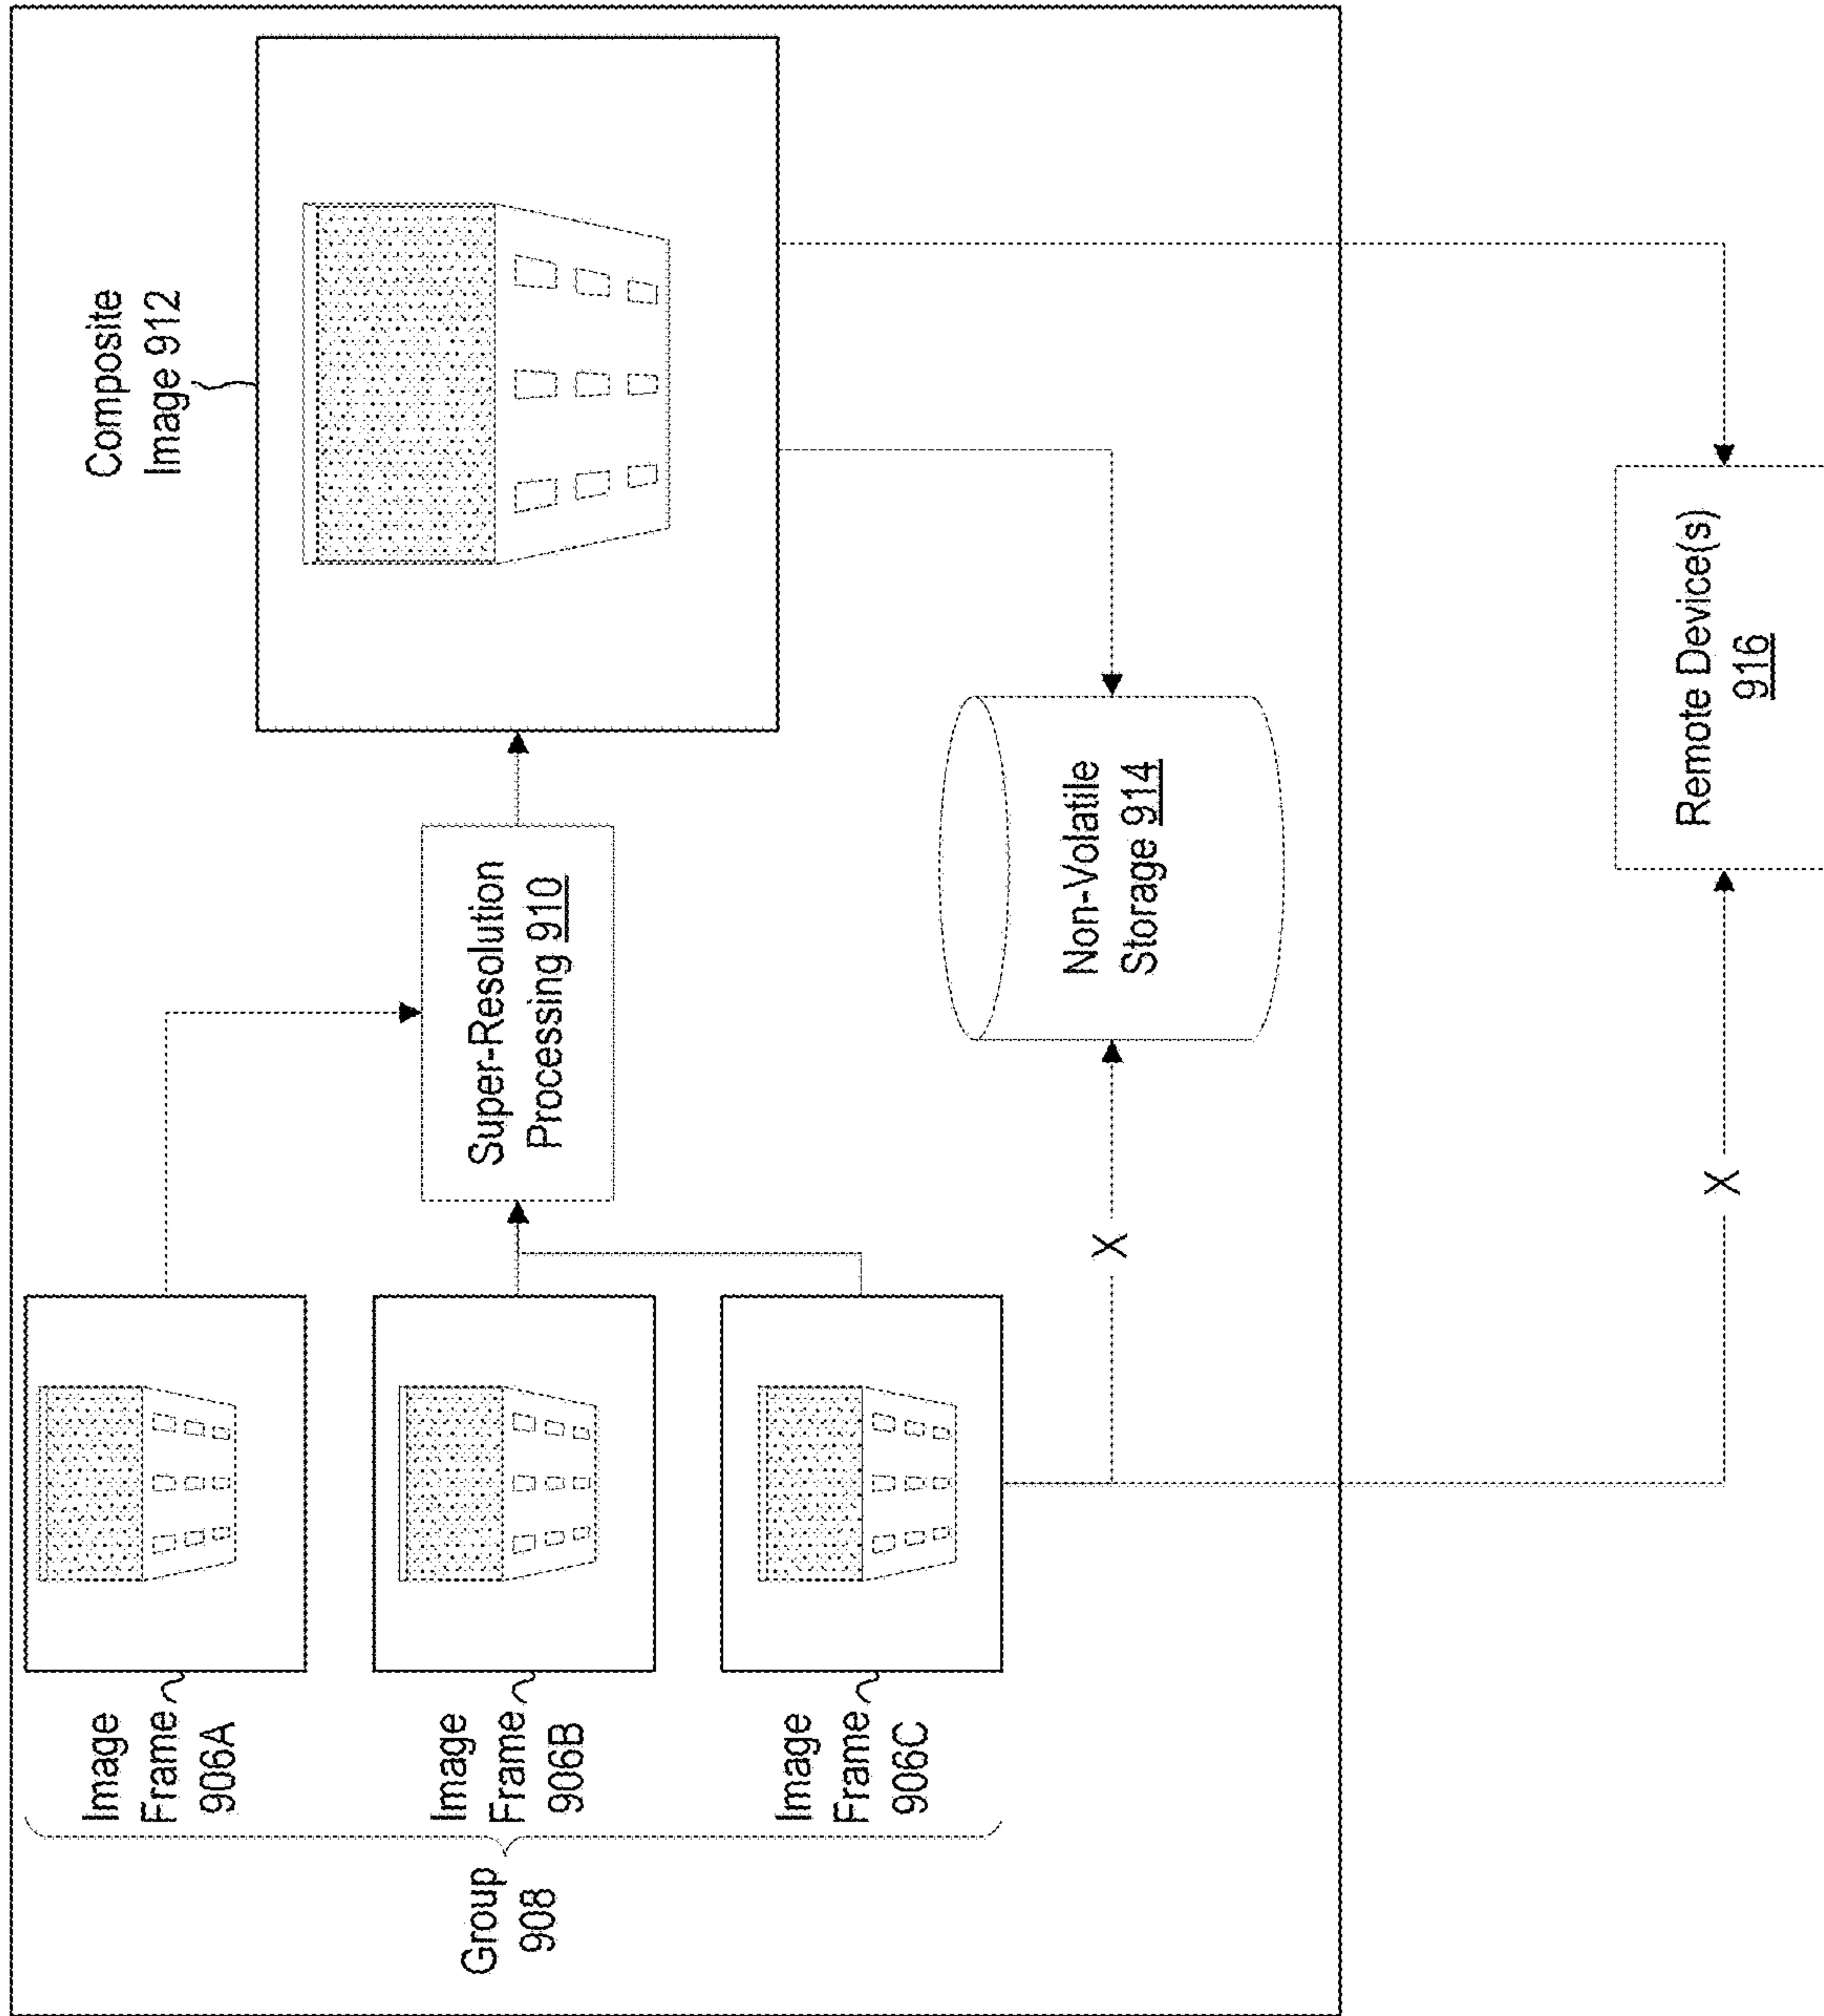 Group
908
Image
Frame
906A
Image
Frame
906B
Image
Frame
906C
Super-Resolution
Processing 910
Composite
Image 912
Non-Volatile
Storage 914
X
X
Remote Device(s)
916